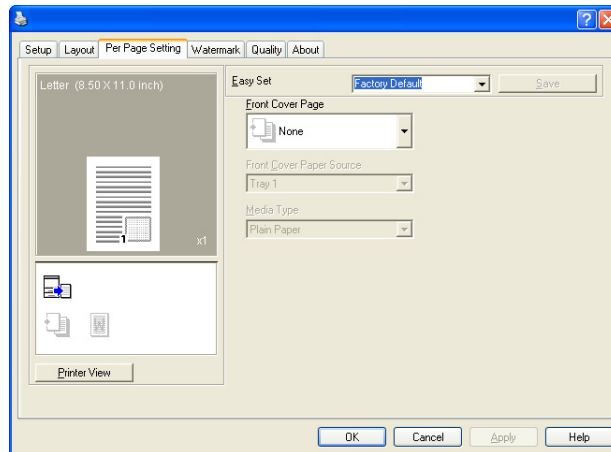 Setup Layout Per Page Setting Watermark Quality About
Letter (8.50 X 11.0 inch)
Easy Set Factory Default Save
Front Cover Page
None
Front Cover Paper Source
Tray 1
Media Type
Plain Paper
1
x1
Printer View
OK Cancel Apply Help